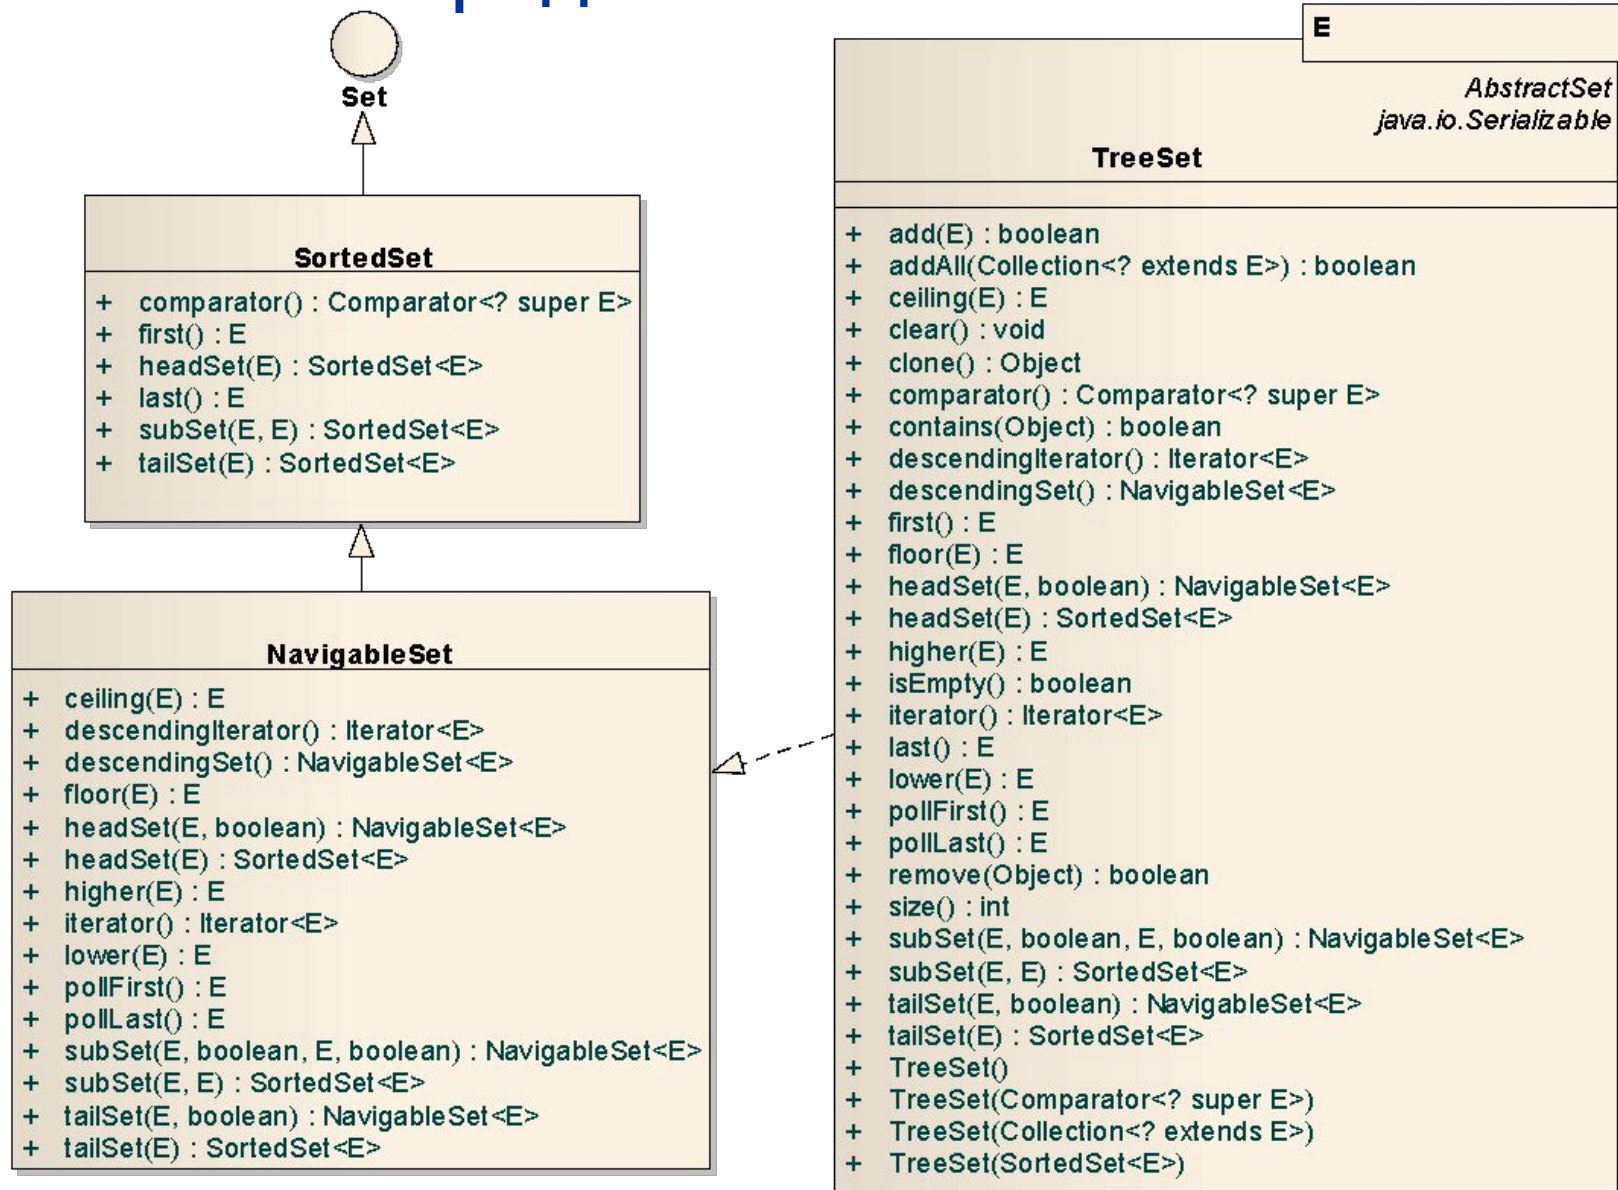 Set
SortedSet
+ comparator() : Comparator<? super E>
+ first() : E
+ headSet(E) : SortedSet<E>
+ last() : E
+ subSet(E, E) : SortedSet<E>
+ tailSet(E) : SortedSet<E>
NavigableSet
+ ceiling(E) : E
+ descendingIterator() : Iterator<E>
+ descendingSet() : NavigableSet<E>
+ floor(E) : E
+ headSet(E, boolean) : NavigableSet<E>
+ headSet(E) : SortedSet<E>
+ higher(E) : E
+ iterator() : Iterator<E>
+ lower(E) : E
+ pollFirst() : E
+ pollLast() : E
+ subSet(E, boolean, E, boolean) : NavigableSet<E>
+ subSet(E, E) : SortedSet<E>
+ tailSet(E, boolean) : NavigableSet<E>
+ tailSet(E) : SortedSet<E>
E
AbstractSet
java.io.Serializable
TreeSet
+ add(E) : boolean
+ addAll(Collection<? extends E>) : boolean
+ ceiling(E) : E
+ clear() : void
+ clone() : Object
+ comparator() : Comparator<? super E>
+ contains(Object) : boolean
+ descendingIterator() : Iterator<E>
+ descendingSet() : NavigableSet<E>
+ first() : E
+ floor(E) : E
+ headSet(E, boolean) : NavigableSet<E>
+ headSet(E) : SortedSet<E>
+ higher(E) : E
+ isEmpty() : boolean
+ iterator() : Iterator<E>
+ last() : E
+ lower(E) : E
+ pollFirst() : E
+ pollLast() : E
+ remove(Object) : boolean
+ size() : int
+ subSet(E, boolean, E, boolean) : NavigableSet<E>
+ subSet(E, E) : SortedSet<E>
+ tailSet(E, boolean) : NavigableSet<E>
+ tailSet(E) : SortedSet<E>
+ TreeSet()
+ TreeSet(Comparator<? super E>)
+ TreeSet(Collection<? extends E>)
+ TreeSet(SortedSet<E>)